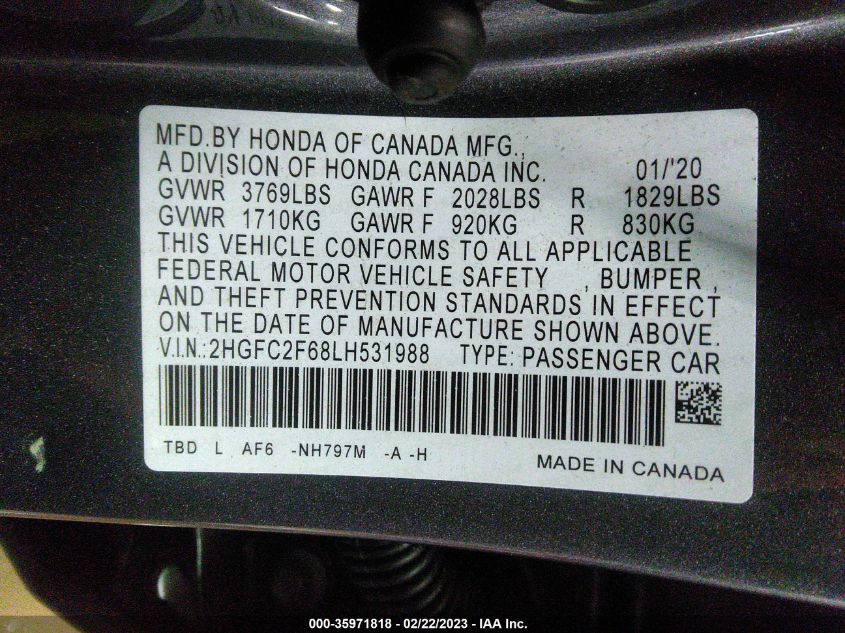 MFD.BY HONDA OF CANADA MFG.,
A DIVISION OF HONDA CANADA INC. 01/'20
GVWR 3769LBS GAWR F 2028LBS R 1829LBS
GVWR 1710KG GAWR F 920KG R 830KG
THIS VEHICLE CONFORMS TO ALL APPLICABLE
FEDERAL MOTOR VEHICLE SAFETY , BUMPER ,
AND THEFT PREVENTION STANDARDS IN EFFECT
ON THE DATE OF MANUFACTURE SHOWN ABOVE.
V.I.N.:2HGFC2F68LH531988 TYPE: PASSENGER CAR
TBD L AF6 -NH797M -A -H
MADE IN CANADA
000-35971818 - 02/22/2023 - IAA Inc.